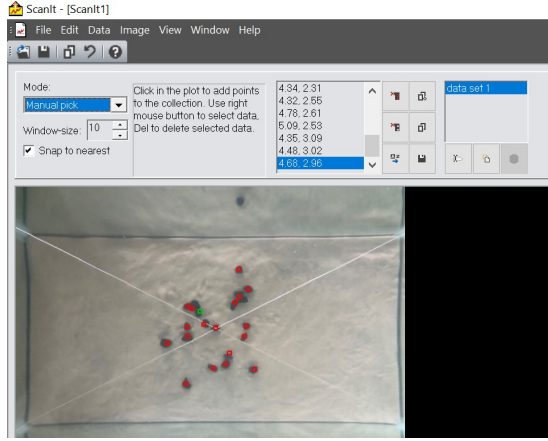 ScanIt - [ScanIt1]
File Edit Data Image View Window Help
Mode:
Manual pick
Window-size: 10
Snap to nearest
Click in the plot to add points
to the collection. Use right
mouse button to select data,
Del to delete selected data.
4.34, 2.31
4.32, 2.55
4.78, 2.61
5.09, 2.53
4.35, 3.09
4.48, 3.02
4.68, 2.96
data set 1